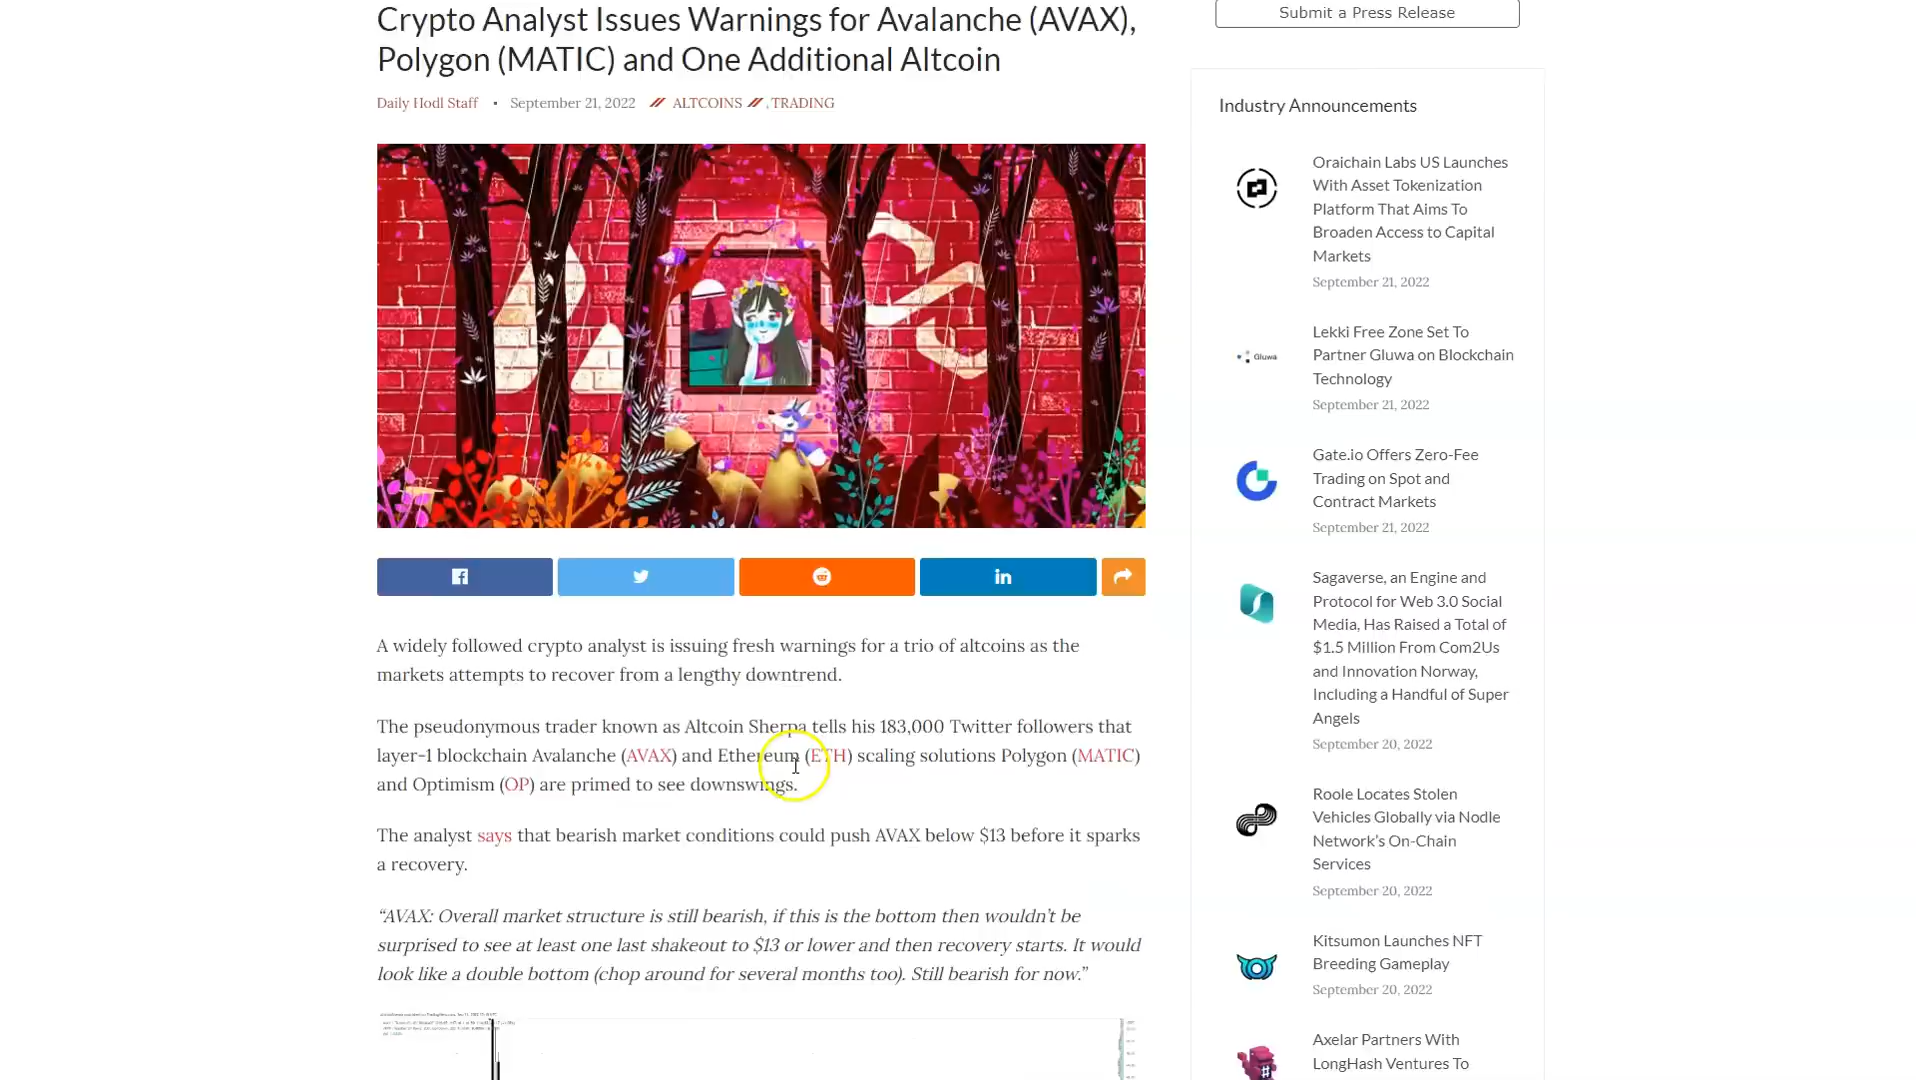 Crypto Analyst Issues Warnings for Avalanche (AVAX),
Polygon (MATIC) and One Additional Altcoin
Daily Hodl Staff • September 21, 2022 ALTCOINS , TRADING
A widely followed crypto analyst is issuing fresh warnings for a trio of altcoins as the
markets attempts to recover from a lengthy downtrend.
The pseudonymous trader known as Altcoin Sherpa tells his 183,000 Twitter followers that
layer-1 blockchain Avalanche (AVAX) and Ethereum (ETH) scaling solutions Polygon (MATIC)
and Optimism (OP) are primed to see downswings.
The analyst says that bearish market conditions could push AVAX below $13 before it sparks
a recovery.
“AVAX: Overall market structure is still bearish, if this is the bottom then wouldn’t be
surprised to see at least one last shakeout to $13 or lower and then recovery starts. It would
look like a double bottom (chop around for several months too). Still bearish for now.”
Submit a Press Release
Industry Announcements
Oraichain Labs US Launches
With Asset Tokenization
Platform That Aims To
Broaden Access to Capital
Markets
September 21, 2022
Gluwa
Lekki Free Zone Set To
Partner Gluwa on Blockchain
Technology
September 21, 2022
Gate.io Offers Zero-Fee
Trading on Spot and
Contract Markets
September 21, 2022
Sagaverse, an Engine and
Protocol for Web 3.0 Social
Media, Has Raised a Total of
$1.5 Million From Com2Us
and Innovation Norway,
Including a Handful of Super
Angels
September 20, 2022
Roole Locates Stolen
Vehicles Globally via Nodle
Network’s On-Chain
Services
September 20, 2022
Kitsumon Launches NFT
Breeding Gameplay
September 20, 2022
Axelar Partners With
LongHash Ventures To